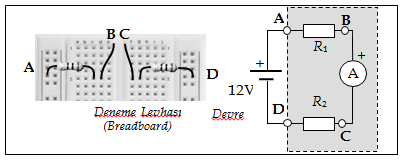 B C
A
D
Deneme Levhası
(Breadboard)
Devre
A
B
R1
+
+
A
12V
R2
D
C